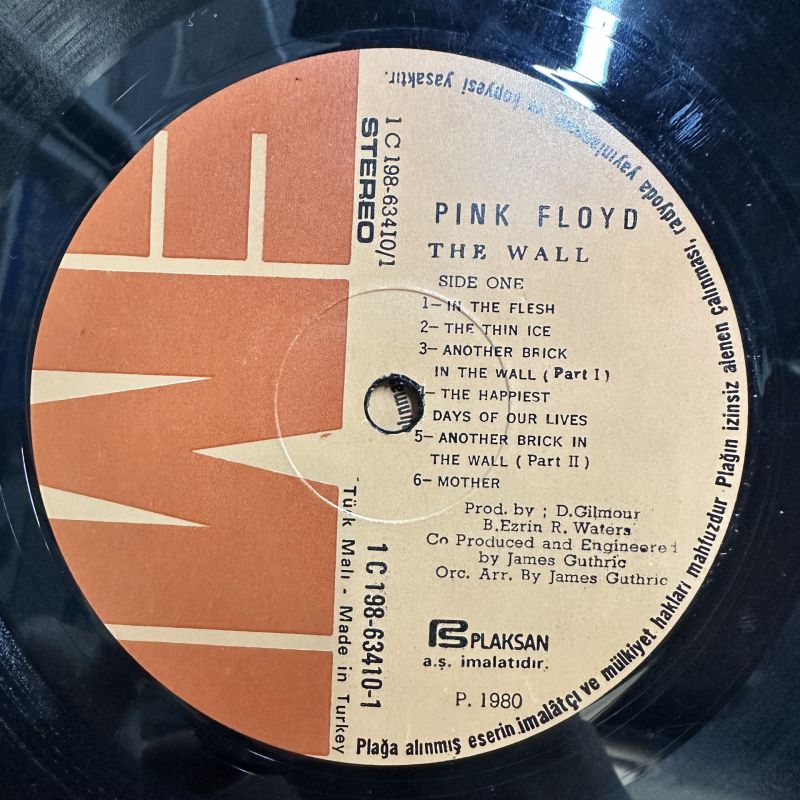 EMI
1 C 198-63410/1
STEREO
PINK FLOYD
THE WALL
SIDE ONE
1- IN THE FLESH
2- THE THIN ICE
3- ANOTHER BRICK
IN THE WALL ( Part I )
4- THE HAPPIEST
DAYS OF OUR LIVES
5- ANOTHER BRICK IN
THE WALL ( Part II )
6- MOTHER
Prod. by ; D.Gilmour
B.Ezrin R. Waters
Co Produced and Engineered
by James Guthric
Orc. Arr. By James Guthric
PLAKSAN
a.ş. imalatıdır.
P. 1980
1 C 198-63410-1
Türk Malı - Made in Turkey
Plağa alınmış eserin imalâtçı ve mülkiyet hakları mahfuzdur. Plağın izinsiz alenen çalınması, radyoda yayınlanması ve kopyesi yasaktır.